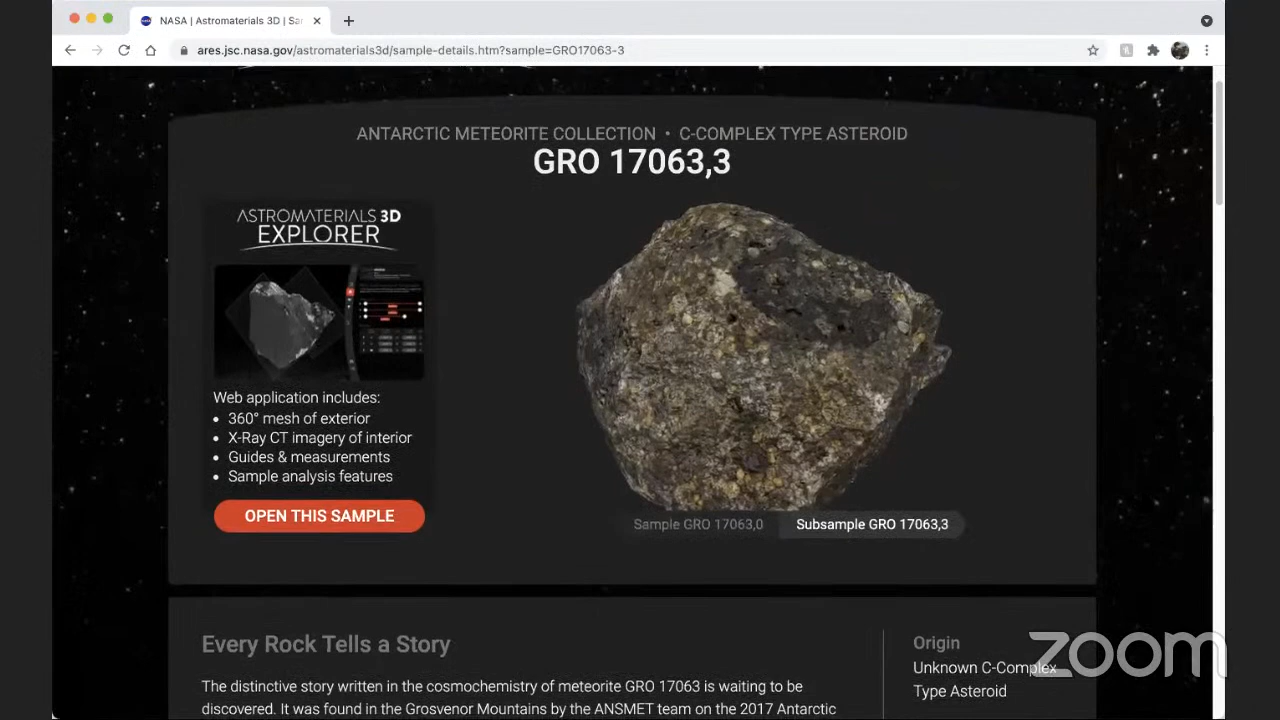 NASA | Astromaterials 3D | Sar
ares.jsc.nasa.gov/astromaterials3d/sample-details.htm?sample=GRO17063-3
ANTARCTIC METEORITE COLLECTION • C-COMPLEX TYPE ASTEROID
GRO 17063,3
ASTROMATERIALS 3D
EXPLORER
Web application includes:
• 360° mesh of exterior
• X-Ray CT imagery of interior
• Guides & measurements
• Sample analysis features
OPEN THIS SAMPLE
Sample GRO 17063,0
Subsample GRO 17063,3
Every Rock Tells a Story
The distinctive story written in the cosmochemistry of meteorite GRO 17063 is waiting to be
discovered. It was found in the Grosvenor Mountains by the ANSMET team on the 2017 Antarctic
Origin
Unknown C-Complex
Type Asteroid
zoom